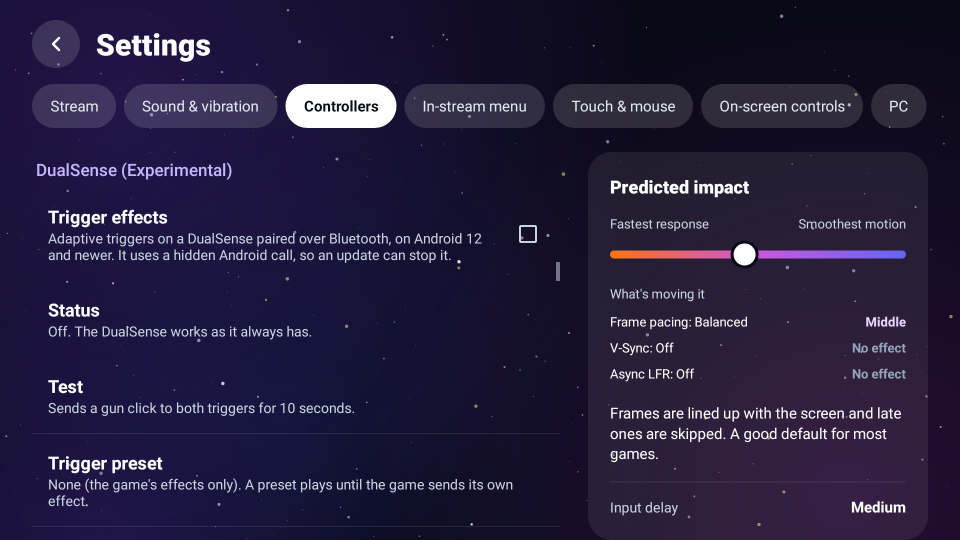 Settings
Stream
Sound & vibration
Controllers
In-stream menu
Touch & mouse
On-screen controls
PC
DualSense (Experimental)
Trigger effects
Adaptive triggers on a DualSense paired over Bluetooth, on Android 12
and newer. It uses a hidden Android call, so an update can stop it.
Status
Off. The DualSense works as it always has.
Test
Sends a gun click to both triggers for 10 seconds.
Trigger preset
None (the game's effects only). A preset plays until the game sends its own
effect.
Predicted impact
Fastest response Smoothest motion
What's moving it
Frame pacing: Balanced Middle
V-Sync: Off No effect
Async LFR: Off No effect
Frames are lined up with the screen and late
ones are skipped. A good default for most
games.
Input delay Medium